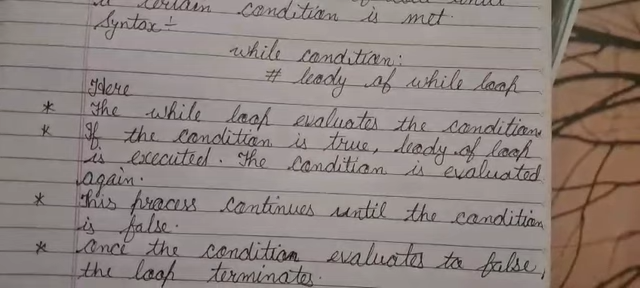 certain condition is met.
Syntax:-
while condition:
# body of while loop
Here
* The while loop evaluates the condition
* If the condition is true, body of loop
is executed. The condition is evaluated
again.
* This process continues until the condition
is false.
* Once the condition evaluates to false,
the loop terminates.